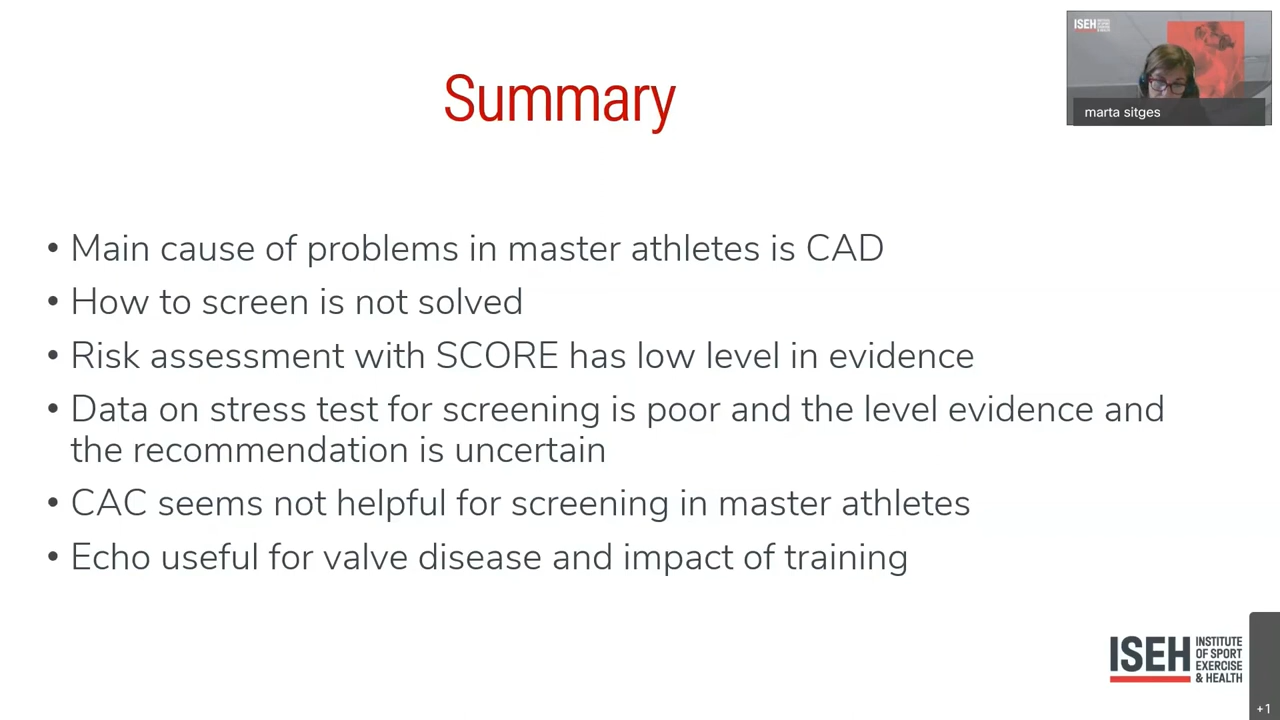 Summary
• Main cause of problems in master athletes is CAD
• How to screen is not solved
• Risk assessment with SCORE has low level in evidence
• Data on stress test for screening is poor and the level evidence and
the recommendation is uncertain
• CAC seems not helpful for screening in master athletes
• Echo useful for valve disease and impact of training
ISEH
marta sitges
ISEH
INSTITUTE
OF SPORT
EXERCISE
& HEALTH
+1